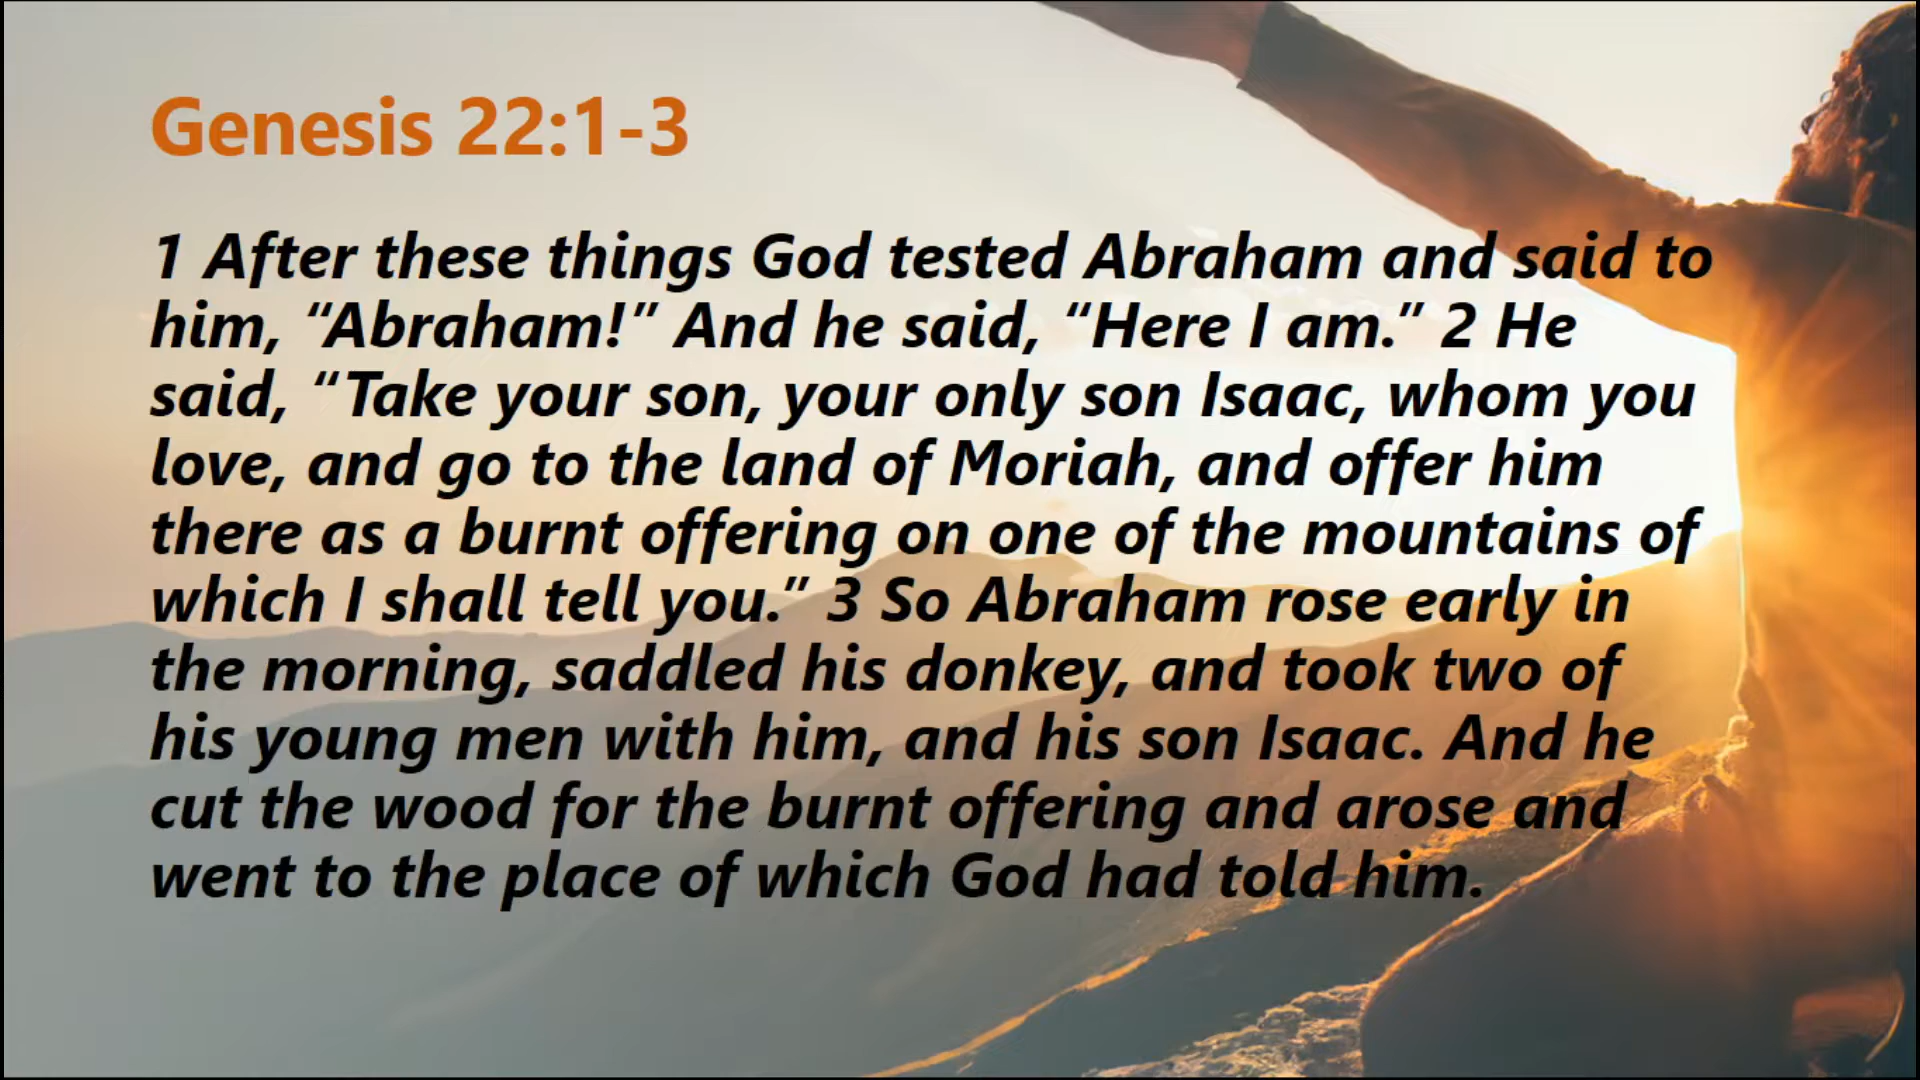 Genesis 22:1-3
1 After these things God tested Abraham and said to
him, “Abraham!” And he said, “Here I am.” 2 He
said, “Take your son, your only son Isaac, whom you
love, and go to the land of Moriah, and offer him
there as a burnt offering on one of the mountains of
which I shall tell you.” 3 So Abraham rose early in
the morning, saddled his donkey, and took two of
his young men with him, and his son Isaac. And he
cut the wood for the burnt offering and arose and
went to the place of which God had told him.